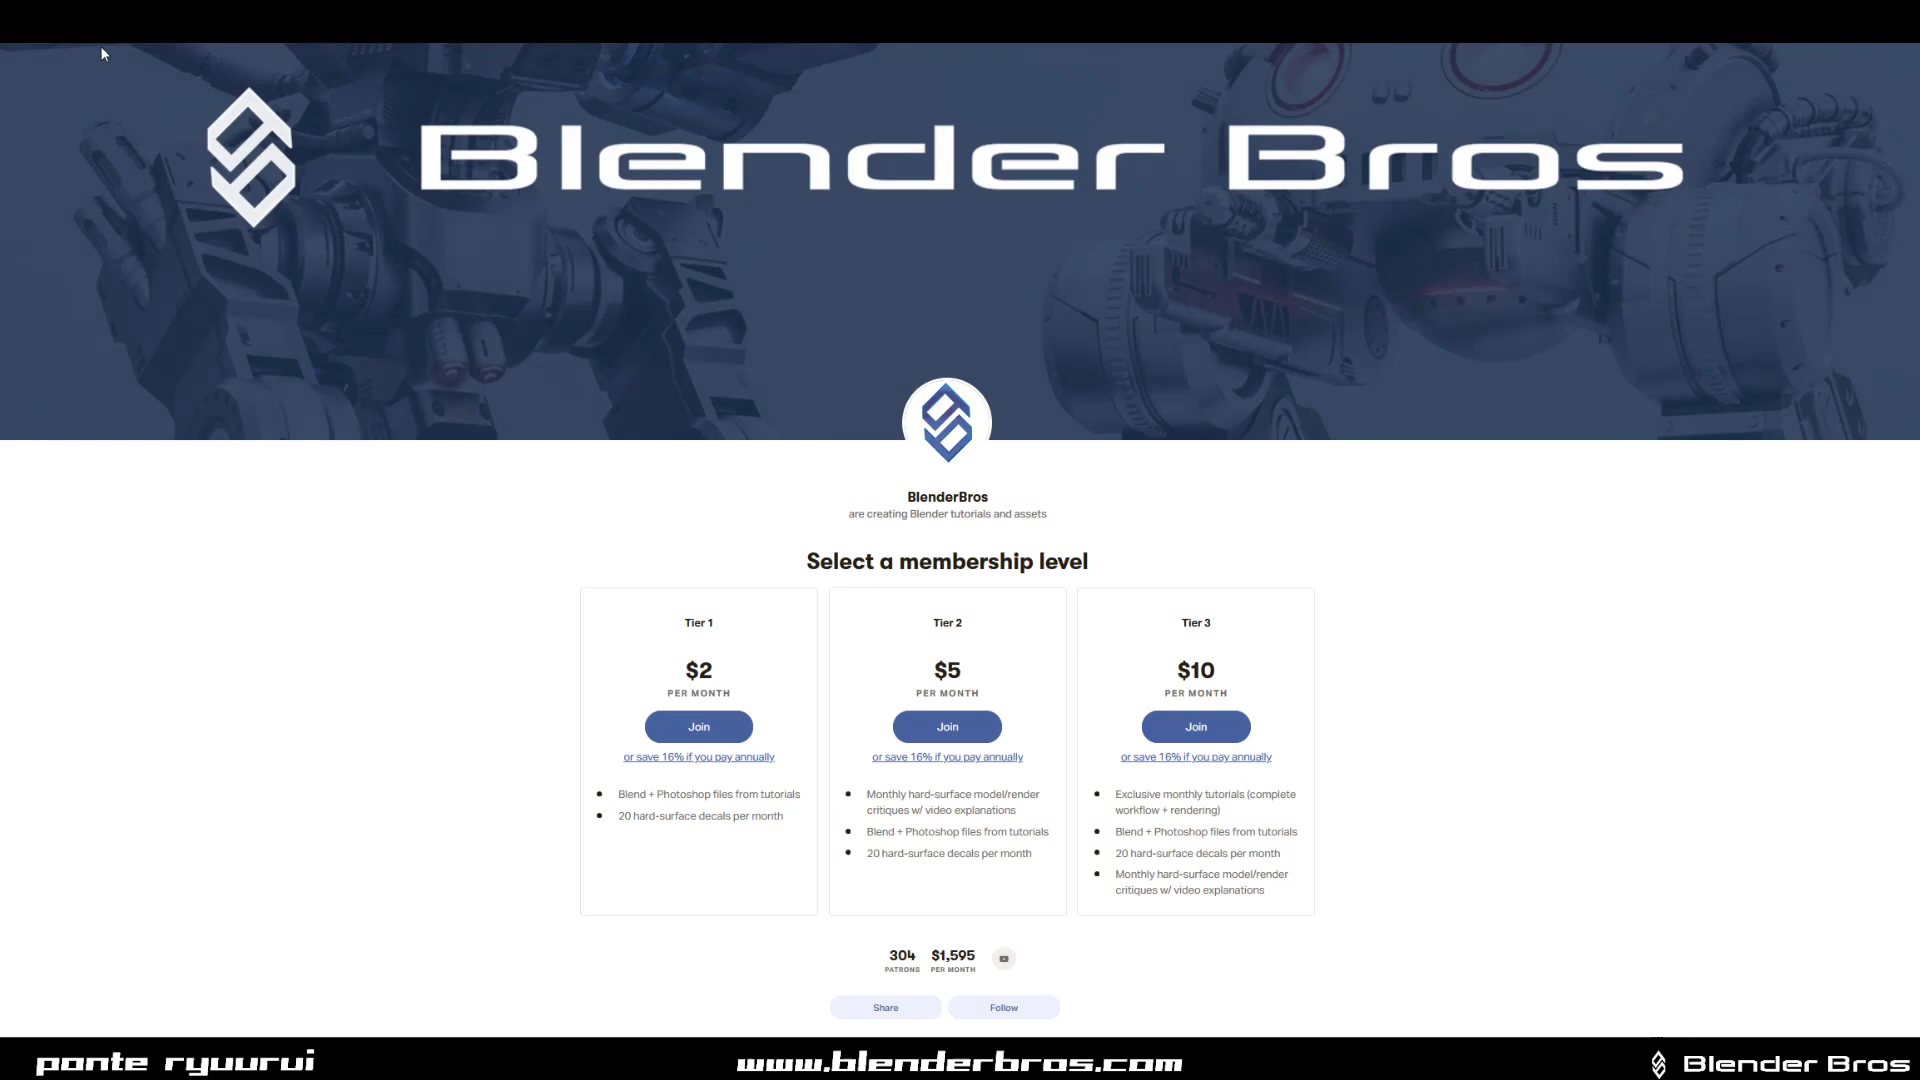 Blender Bros
BlenderBros
are creating Blender tutorials and assets
Select a membership level
Tier 1
$2
PER MONTH
Join
or save 16% if you pay annually
Blend + Photoshop files from tutorials
20 hard-surface decals per month
Tier 2
$5
PER MONTH
Join
or save 16% if you pay annually
Monthly hard-surface model/render
critiques w/ video explanations
Blend + Photoshop files from tutorials
20 hard-surface decals per month
Tier 3
$10
PER MONTH
Join
or save 16% if you pay annually
Exclusive monthly tutorials (complete
workflow + rendering)
Blend + Photoshop files from tutorials
20 hard-surface decals per month
Monthly hard-surface model/render
critiques w/ video explanations
304 $1,595
PATRONS PER MONTH
Share Follow
ponte ryuurui www.blenderbros.com Blender Bros